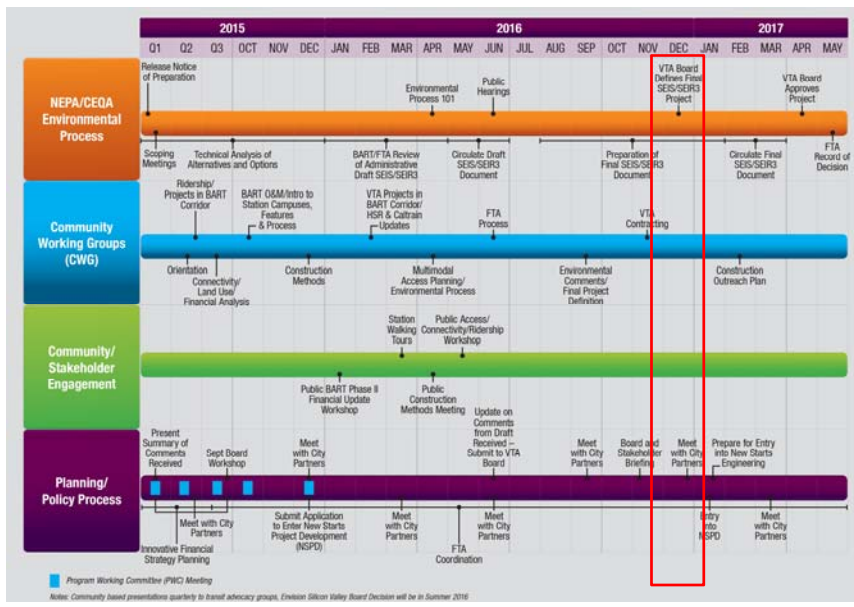 2015 2016 2017
Q1 Q2 Q3 OCT NOV DEC JAN FEB MAR APR MAY JUN JUL AUG SEP OCT NOV DEC JAN FEB MAR APR MAY
NEPA/CEQA
Environmental
Process
Release Notice
of Preparation
Environmental
Process 101
Public
Hearings
VTA Board
Defines Final
SEIS/SEIR3
Project
VTA Board
Approves
Project
Scoping
Meetings
Technical Analysis of
Alternatives and Options
BART/FTA Review
of Administrative
Draft SEIS/SEIR3
Circulate Draft
SEIS/SEIR3
Document
Preparation of
Final SEIS/SEIR3
Document
Circulate Final
SEIS/SEIR3
Document
FTA
Record of
Decision
Community
Working Groups
(CWG)
Ridership/
Projects in BART
Corridor
BART O&M/Intro to
Station Campuses,
Features
& Process
VTA Projects in
BART Corridor/
HSR & Caltrain
Updates
FTA
Process
VTA
Contracting
Orientation
Connectivity/
Land Use/
Financial Analysis
Construction
Methods
Multimodal
Access Planning/
Environmental Process
Environmental
Comments/
Final Project
Definition
Construction
Outreach Plan
Community/
Stakeholder
Engagement
Station
Walking
Tours
Public Access/
Connectivity/Ridership
Workshop
Public BART Phase II
Financial Update
Workshop
Public
Construction
Methods Meeting
Planning/
Policy Process
Present
Summary of
Comments
Received
Sept Board
Workshop
Meet
with City
Partners
Update on
Comments
from Draft
Received –
Submit to VTA
Board
Meet
with City
Partners
Board and
Stakeholder
Briefing
Meet
with City
Partners
Prepare for Entry
into New Starts
Engineering
Meet with City
Partners
Innovative Financial
Strategy Planning
Submit Application
to Enter New Starts
Project Development
(NSPD)
Meet
with City
Partners
FTA
Coordination
Meet
with City
Partners
Entry
into
NSPD
Meet
with City
Partners
Program Working Committee (PWC) Meeting
Notes: Community based presentations quarterly to transit advocacy groups, Envision Silicon Valley Board Decision will be in Summer 2016